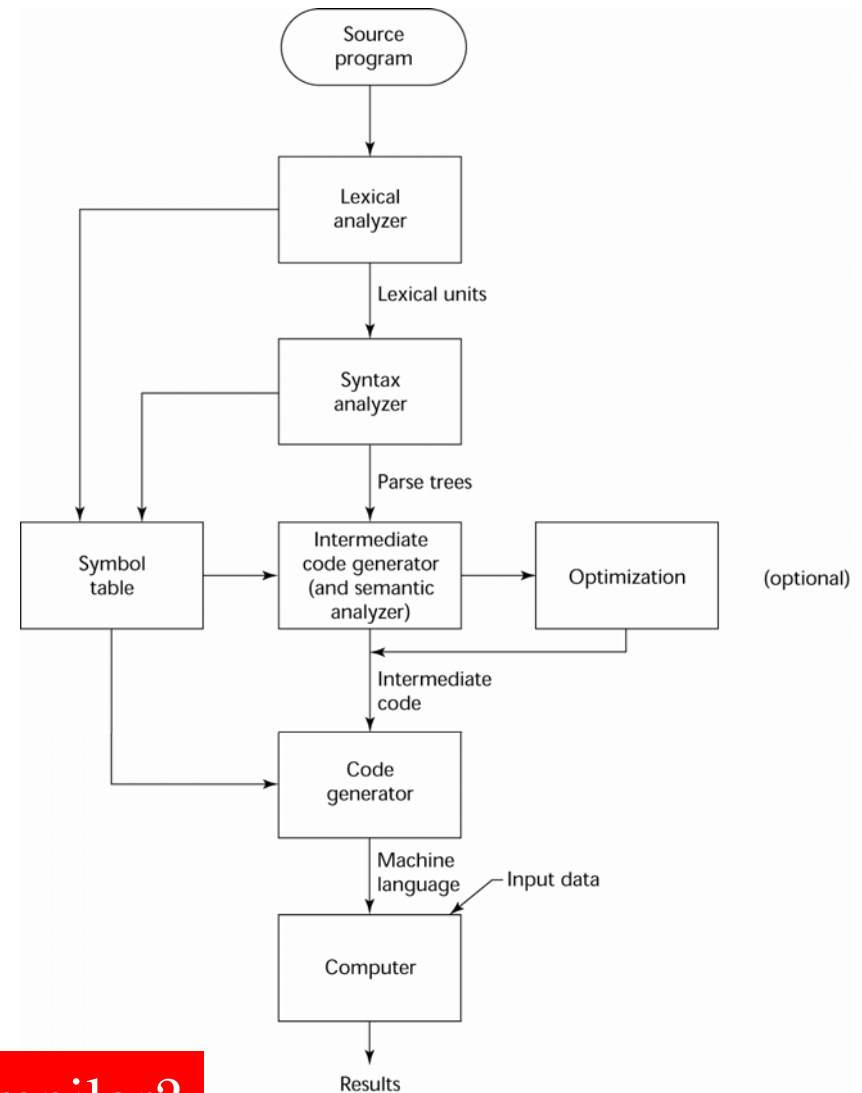 Source
program
Lexical
analyzer
Lexical units
Syntax
analyzer
Parse trees
Symbol
table
Intermediate
code generator
(and semantic
analyzer)
Optimization
(optional)
Intermediate
code
Code
generator
Machine
language
Input data
Computer
Results